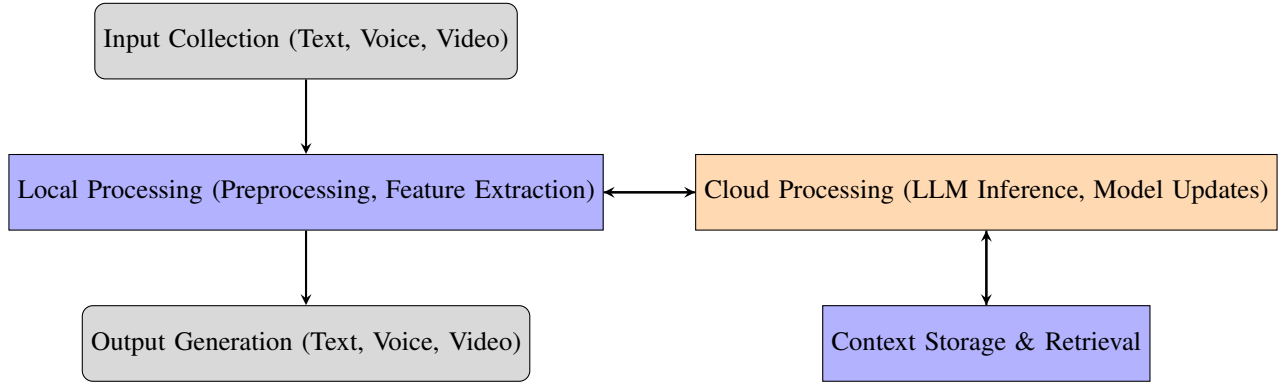 Input Collection (Text, Voice, Video)
Local Processing (Preprocessing, Feature Extraction)
Cloud Processing (LLM Inference, Model Updates)
Output Generation (Text, Voice, Video)
Context Storage & Retrieval